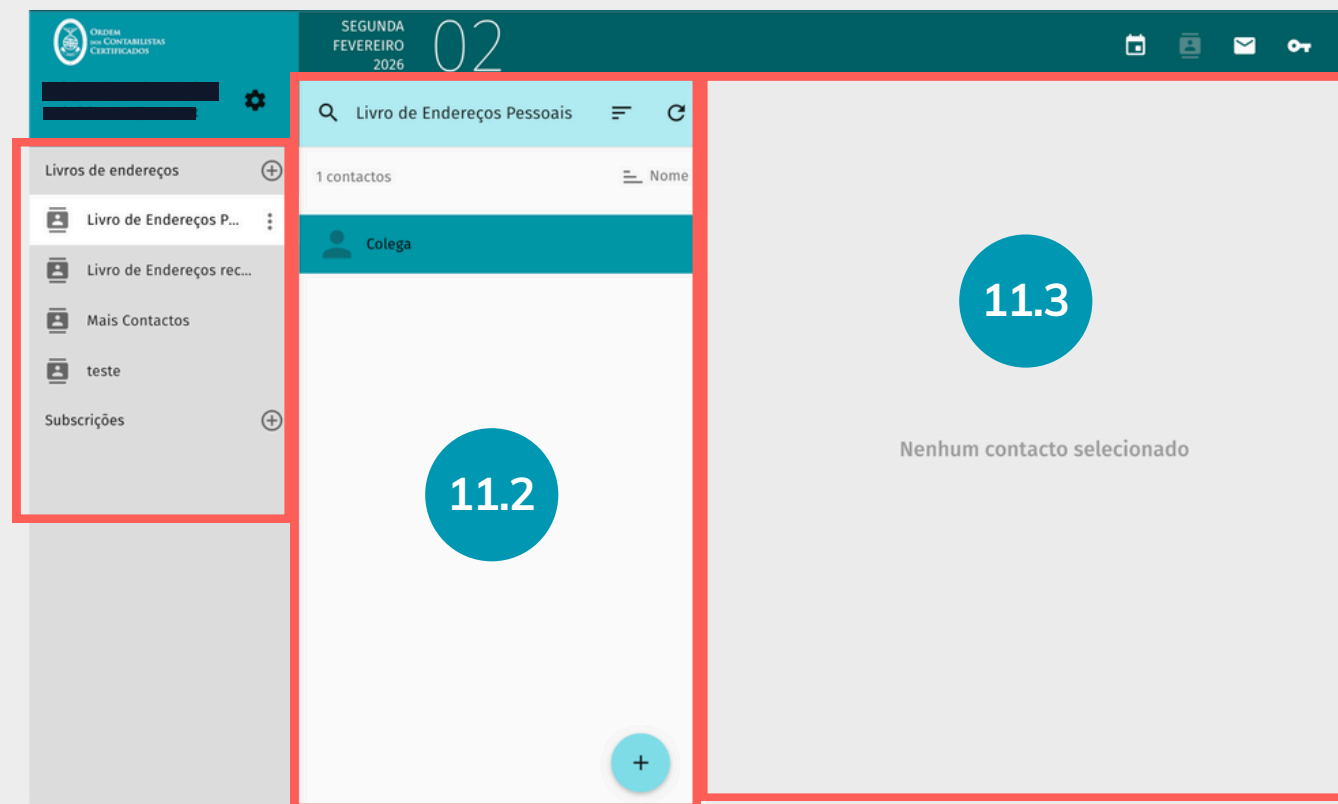 ORDEM
DOS CONTABILISTAS
CERTIFICADOS
SEGUNDA
FEVEREIRO
2026
02
Livros de endereços
Livro de Endereços P...
Livro de Endereços rec...
Mais Contactos
teste
Subscrições
Livro de Endereços Pessoais
1 contactos
Nome
Colega
11.2
11.3
Nenhum contacto selecionado